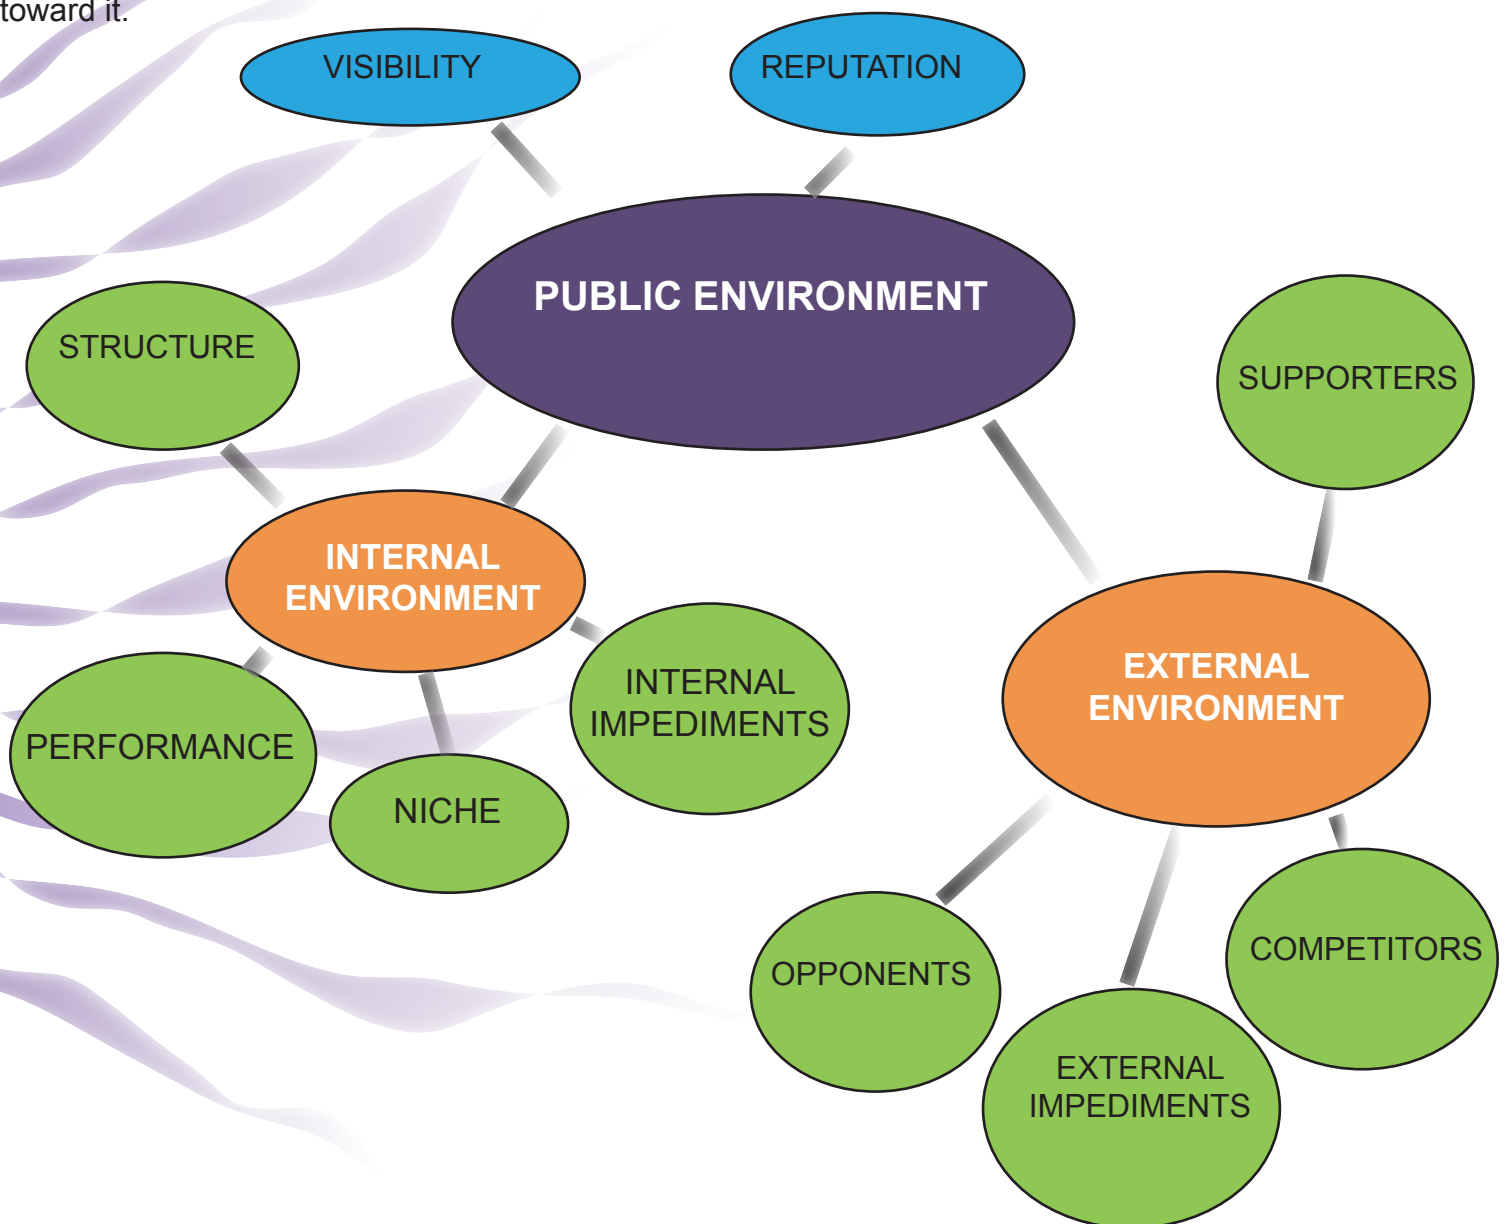 toward it.
VISIBILITY
REPUTATION
PUBLIC ENVIRONMENT
STRUCTURE
SUPPORTERS
INTERNAL
ENVIRONMENT
EXTERNAL
ENVIRONMENT
INTERNAL
IMPEDIMENTS
PERFORMANCE
NICHE
OPPONENTS
COMPETITORS
EXTERNAL
IMPEDIMENTS